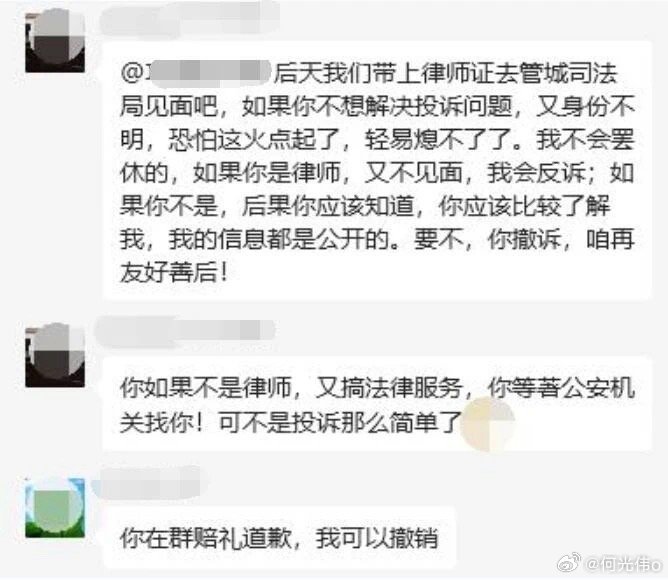 后天我们带上律师证去管城司法
局见面吧，如果你不想解决投诉问题，又身份不
明，恐怕这火点起了，轻易熄不了了。我不会罢
休的，如果你是律师，又不见面，我会反诉；如
果你不是，后果你应该知道，你应该比较了解
我，我的信息都是公开的。要不，你撤诉，咱再
友好善后！
你如果不是律师，又搞法律服务，你等著公安机
关找你！可不是投诉那么简单了
你在群赔礼道歉，我可以撤销
@何光伟o